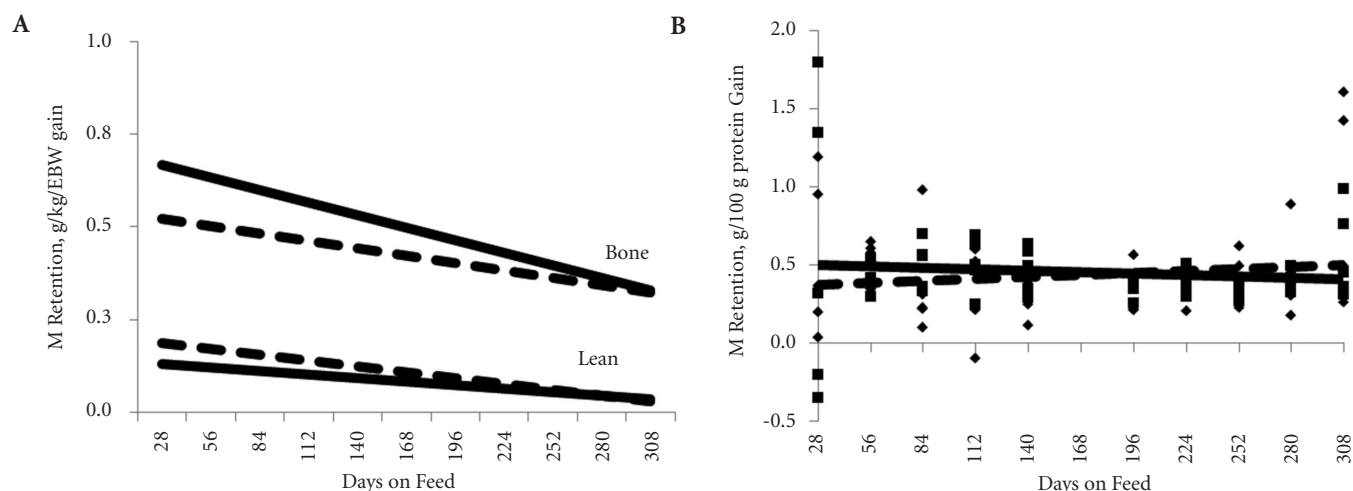 A
M Retention, g/kg/EBW gain
1.0
0.8
0.5
0.3
0.0
Bone
Lean
28 56 84 112 140 168 196 224 252 280 308
Days on Feed
B
M Retention, g/100 g protein Gain
2.0
1.5
1.0
0.5
0.0
-0.5
28 56 84 112 140 168 196 224 252 280 308
Days on Feed